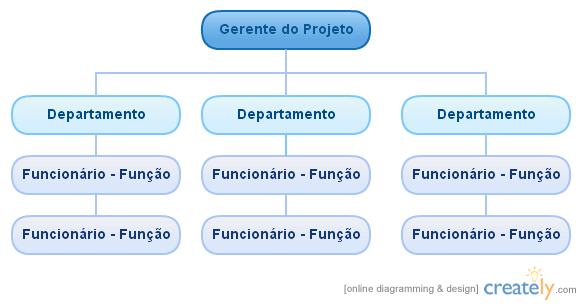 Gerente do Projeto
Departamento
Departamento
Departamento
Funcionário - Função
Funcionário - Função
Funcionário - Função
Funcionário - Função
Funcionário - Função
Funcionário - Função
[online diagramming & design] creately.com